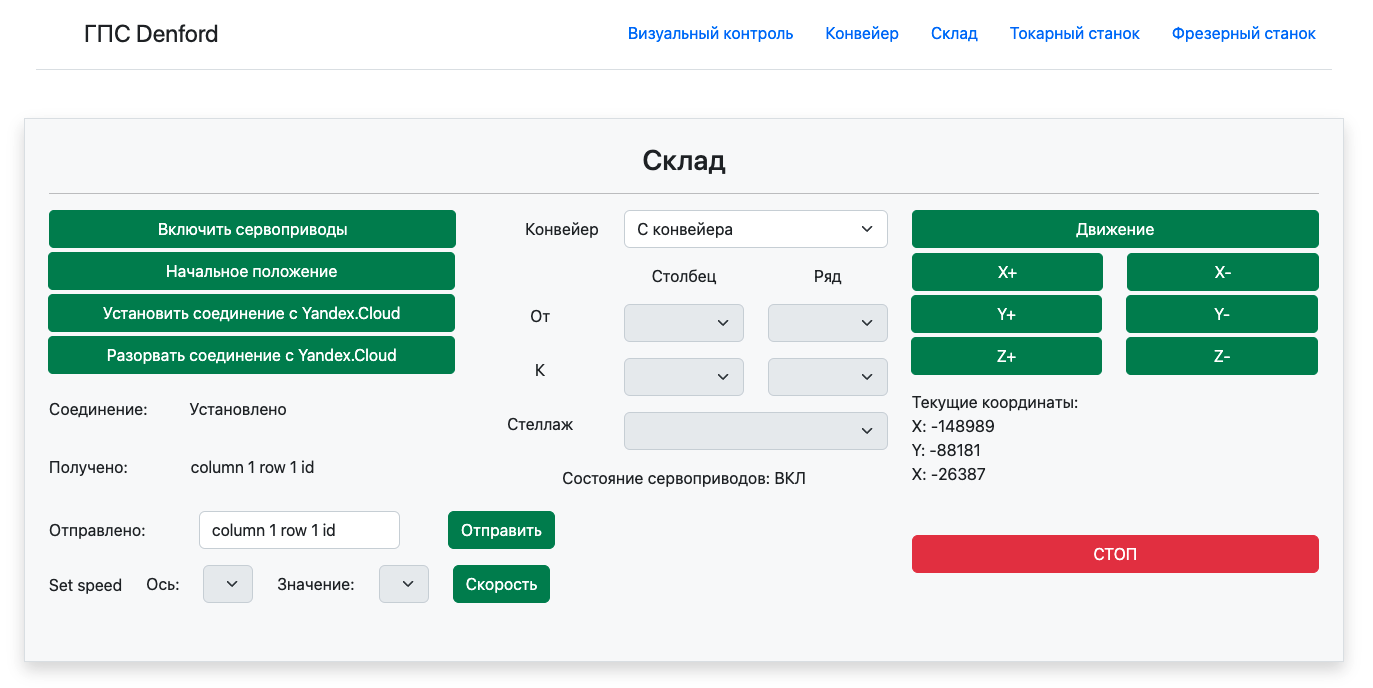 ГПС Denford
Визуальный контроль Конвейер Склад Токарный станок Фрезерный станок
Склад
Включить сервоприводы
Начальное положение
Установить соединение с Yandex.Cloud
Разорвать соединение с Yandex.Cloud
Соединение: Установлено
Получено: column 1 row 1 id
Отправлено: column 1 row 1 id Отправить
Set speed Ось: Значение: Скорость
Конвейер С конвейера
Столбец Ряд
От
К
Стеллаж
Состояние сервоприводов: ВКЛ
Движение
X+ X-
Y+ Y-
Z+ Z-
Текущие координаты:
X: -148989
Y: -88181
X: -26387
СТОП